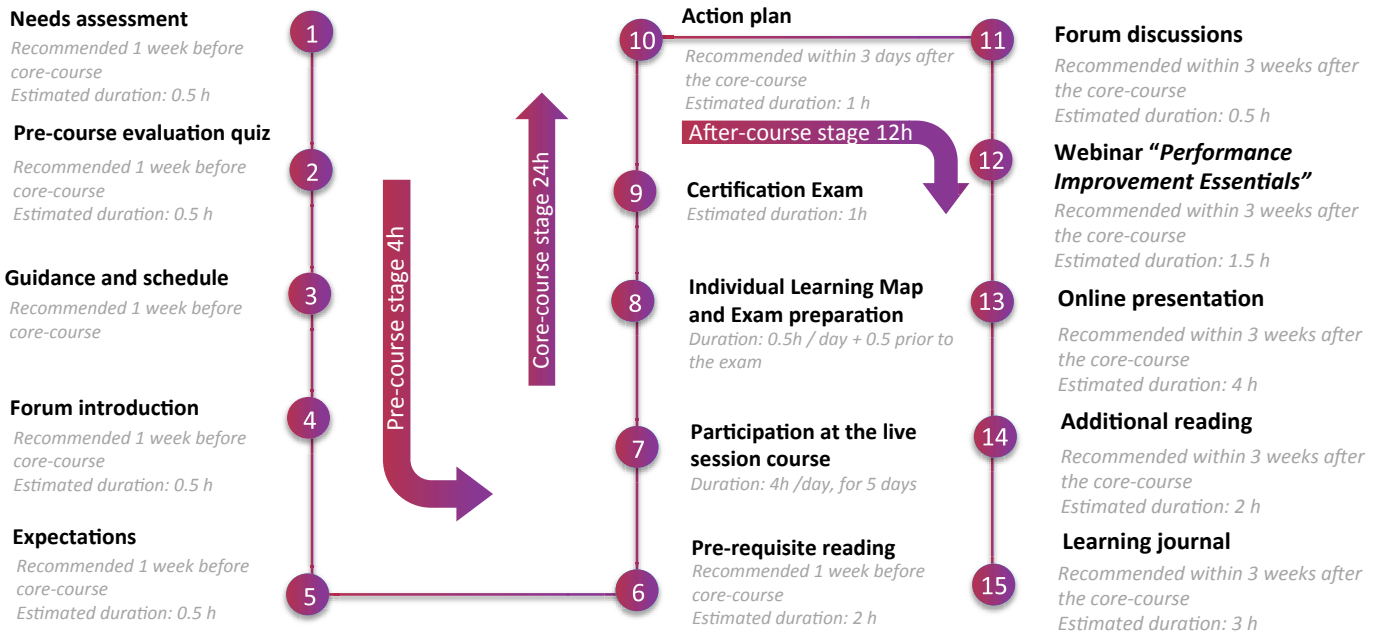 Needs assessment
Recommended 1 week before
core-course
Estimated duration: 0.5 h
1
Pre-course evaluation quiz
Recommended 1 week before
core-course
Estimated duration: 0.5 h
2
Guidance and schedule
Recommended 1 week before
core-course
3
Forum introduction
Recommended 1 week before
core-course
Estimated duration: 0.5 h
4
Expectations
Recommended 1 week before
core-course
Estimated duration: 0.5 h
5
Pre-course stage 4h
Core-course stage 24h
6
Pre-requisite reading
Recommended 1 week before
core-course
Estimated duration: 2 h
7
Participation at the live
session course
Duration: 4h /day, for 5 days
8
Individual Learning Map
and Exam preparation
Duration: 0.5h / day + 0.5 prior to
the exam
9
Certification Exam
Estimated duration: 1h
10
Action plan
Recommended within 3 days after
the core-course
Estimated duration: 1 h
After-course stage 12h
11
Forum discussions
Recommended within 3 weeks after
the core-course
Estimated duration: 0.5 h
12
Webinar “Performance
Improvement Essentials”
Recommended within 3 weeks after
the core-course
Estimated duration: 1.5 h
13
Online presentation
Recommended within 3 weeks after
the core-course
Estimated duration: 4 h
14
Additional reading
Recommended within 3 weeks after
the core-course
Estimated duration: 2 h
15
Learning journal
Recommended within 3 weeks after
the core-course
Estimated duration: 3 h